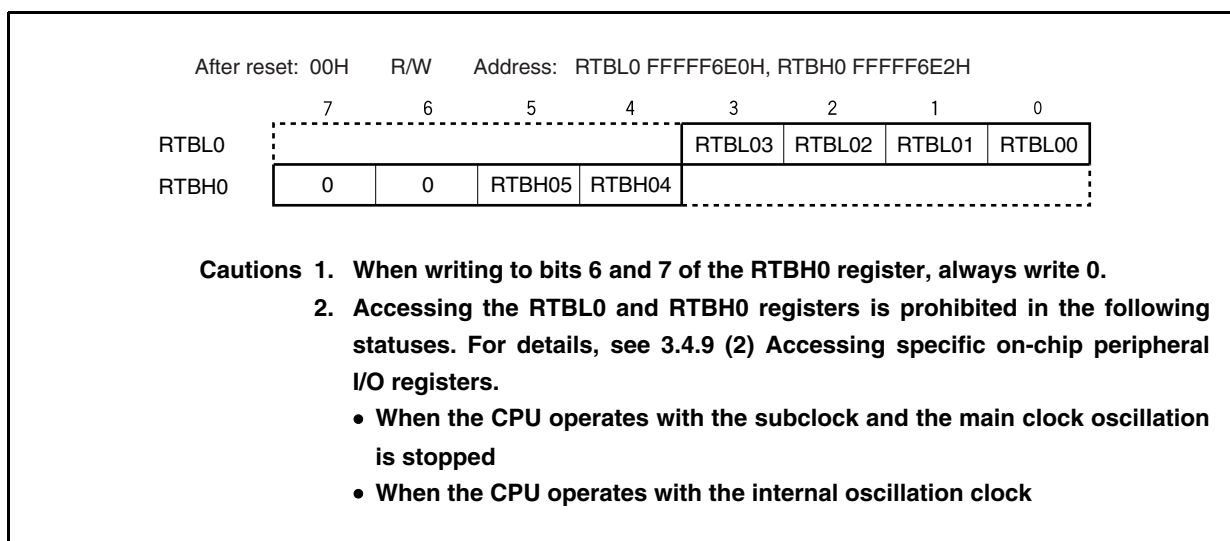 After reset: 00H R/W Address: RTBL0 FFFFF6E0H, RTBH0 FFFFF6E2H
7 6 5 4 3 2 1 0
RTBL0 RTBL03 RTBL02 RTBL01 RTBL00
RTBH0 0 0 RTBH05 RTBH04
Cautions 1. When writing to bits 6 and 7 of the RTBH0 register, always write 0.
2. Accessing the RTBL0 and RTBH0 registers is prohibited in the following
statuses. For details, see 3.4.9 (2) Accessing specific on-chip peripheral
I/O registers.
• When the CPU operates with the subclock and the main clock oscillation
is stopped
• When the CPU operates with the internal oscillation clock